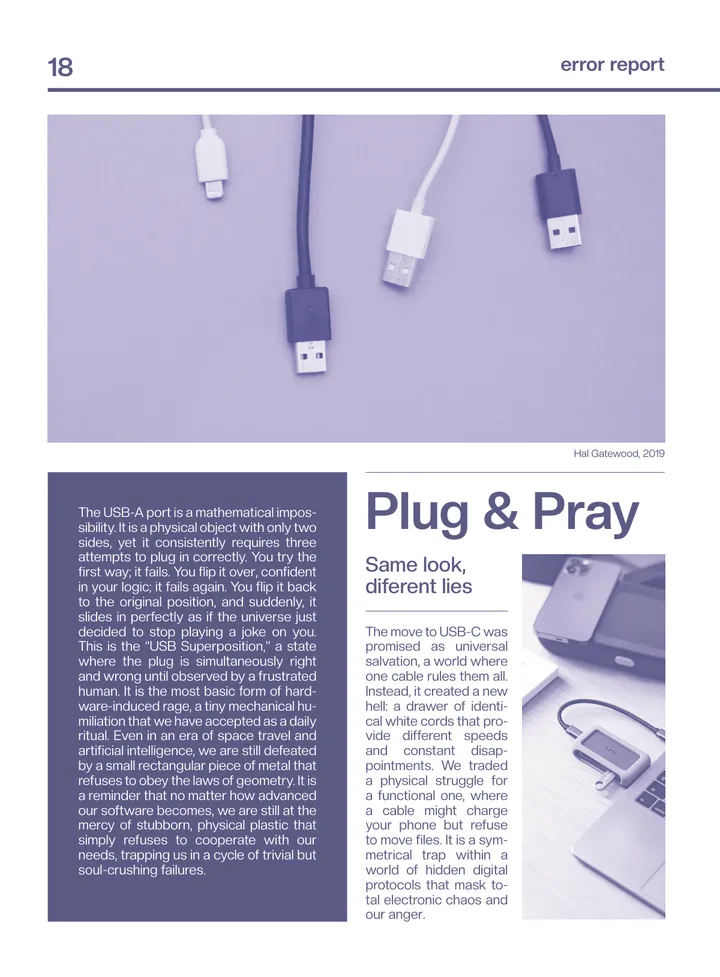 18
error report
Hal Gatewood, 2019
The USB-A port is a mathematical impos-
sibility. It is a physical object with only two
sides, yet it consistently requires three
attempts to plug in correctly. You try the
first way; it fails. You flip it over, confident
in your logic; it fails again. You flip it back
to the original position, and suddenly, it
slides in perfectly as if the universe just
decided to stop playing a joke on you.
This is the "USB Superposition," a state
where the plug is simultaneously right
and wrong until observed by a frustrated
human. It is the most basic form of hard-
ware-induced rage, a tiny mechanical hu-
miliation that we have accepted as a daily
ritual. Even in an era of space travel and
artificial intelligence, we are still defeated
by a small rectangular piece of metal that
refuses to obey the laws of geometry. It is
a reminder that no matter how advanced
our software becomes, we are still at the
mercy of stubborn, physical plastic that
simply refuses to cooperate with our
needs, trapping us in a cycle of trivial but
soul-crushing failures.
Plug & Pray
Same look,
diferent lies
The move to USB-C was
promised as universal
salvation, a world where
one cable rules them all.
Instead, it created a new
hell: a drawer of identi-
cal white cords that pro-
vide different speeds
and constant disap-
pointments. We traded
a physical struggle for
a functional one, where
a cable might charge
your phone but refuse
to move files. It is a sym-
metrical trap within a
world of hidden digital
protocols that mask to-
tal electronic chaos and
our anger.